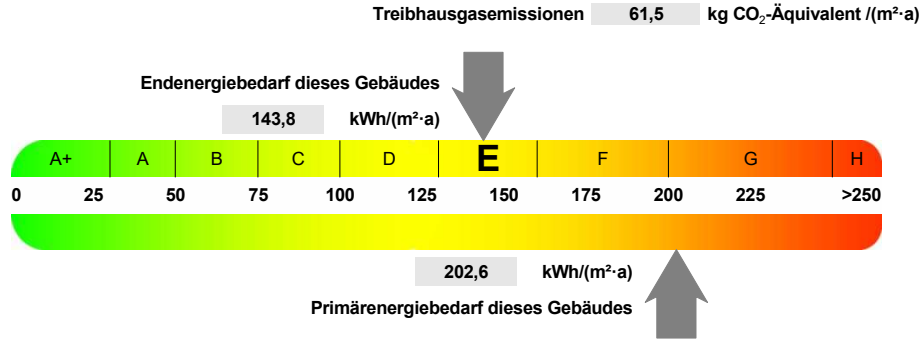 Treibhausgasemissionen 61,5 kg CO₂-Äquivalent /(m²·a)
Endenergiebedarf dieses Gebäudes
143,8 kWh/(m²·a)
A+ A B C D E F G H
0 25 50 75 100 125 150 175 200 225 >250
202,6 kWh/(m²·a)
Primärenergiebedarf dieses Gebäudes